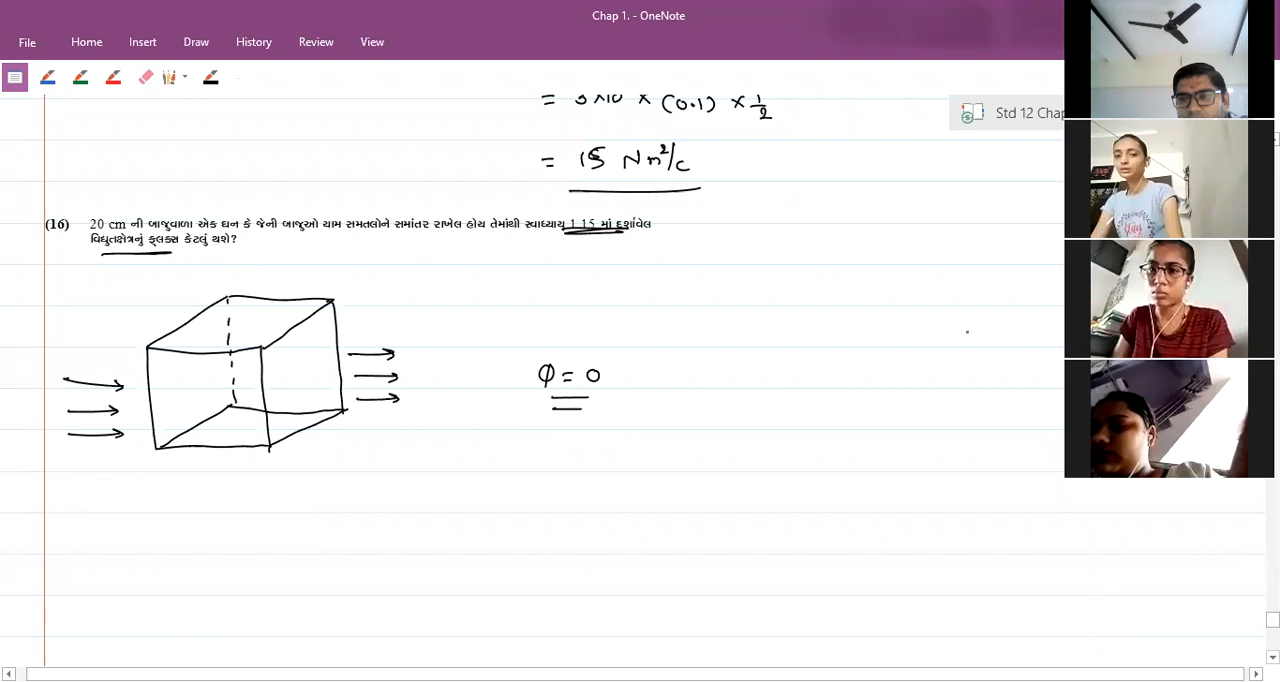 Chap 1. - OneNote
File Home Insert Draw History Review View
= 3×10 × (0.1) × 1/2
Std 12 Chap
= 15 Nm²/c
(16) 20 cm ની બાજુવાળા એક ઘન કે જેની બાજુઓ યામ સમતલોને સમાંતર રાખેલ હોય તેમાંથી સ્વાધ્યાય 1.15 માં દર્શાવેલ
વિદ્યુતક્ષેત્રનું ફ્લક્સ કેટલું થશે?
φ = 0